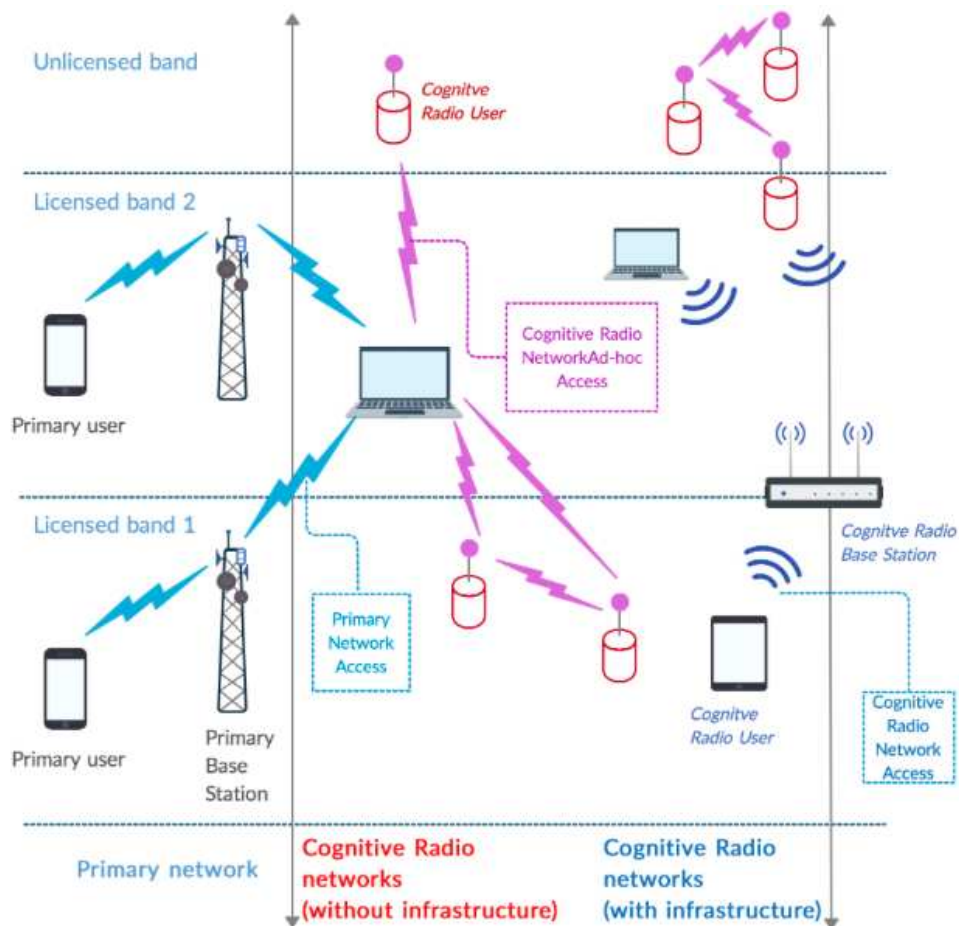 Unlicensed band
Cognitve
Radio User
Licensed band 2
Cognitive Radio
NetworkAd-hoc
Access
Primary user
Licensed band 1
Cognitve Radio
Base Station
Primary
Network
Access
Cognitve
Radio User
Cognitive
Radio
Network
Access
Primary user
Primary
Base
Station
Primary network
Cognitive Radio
networks
(without infrastructure)
Cognitive Radio
networks
(with infrastructure)